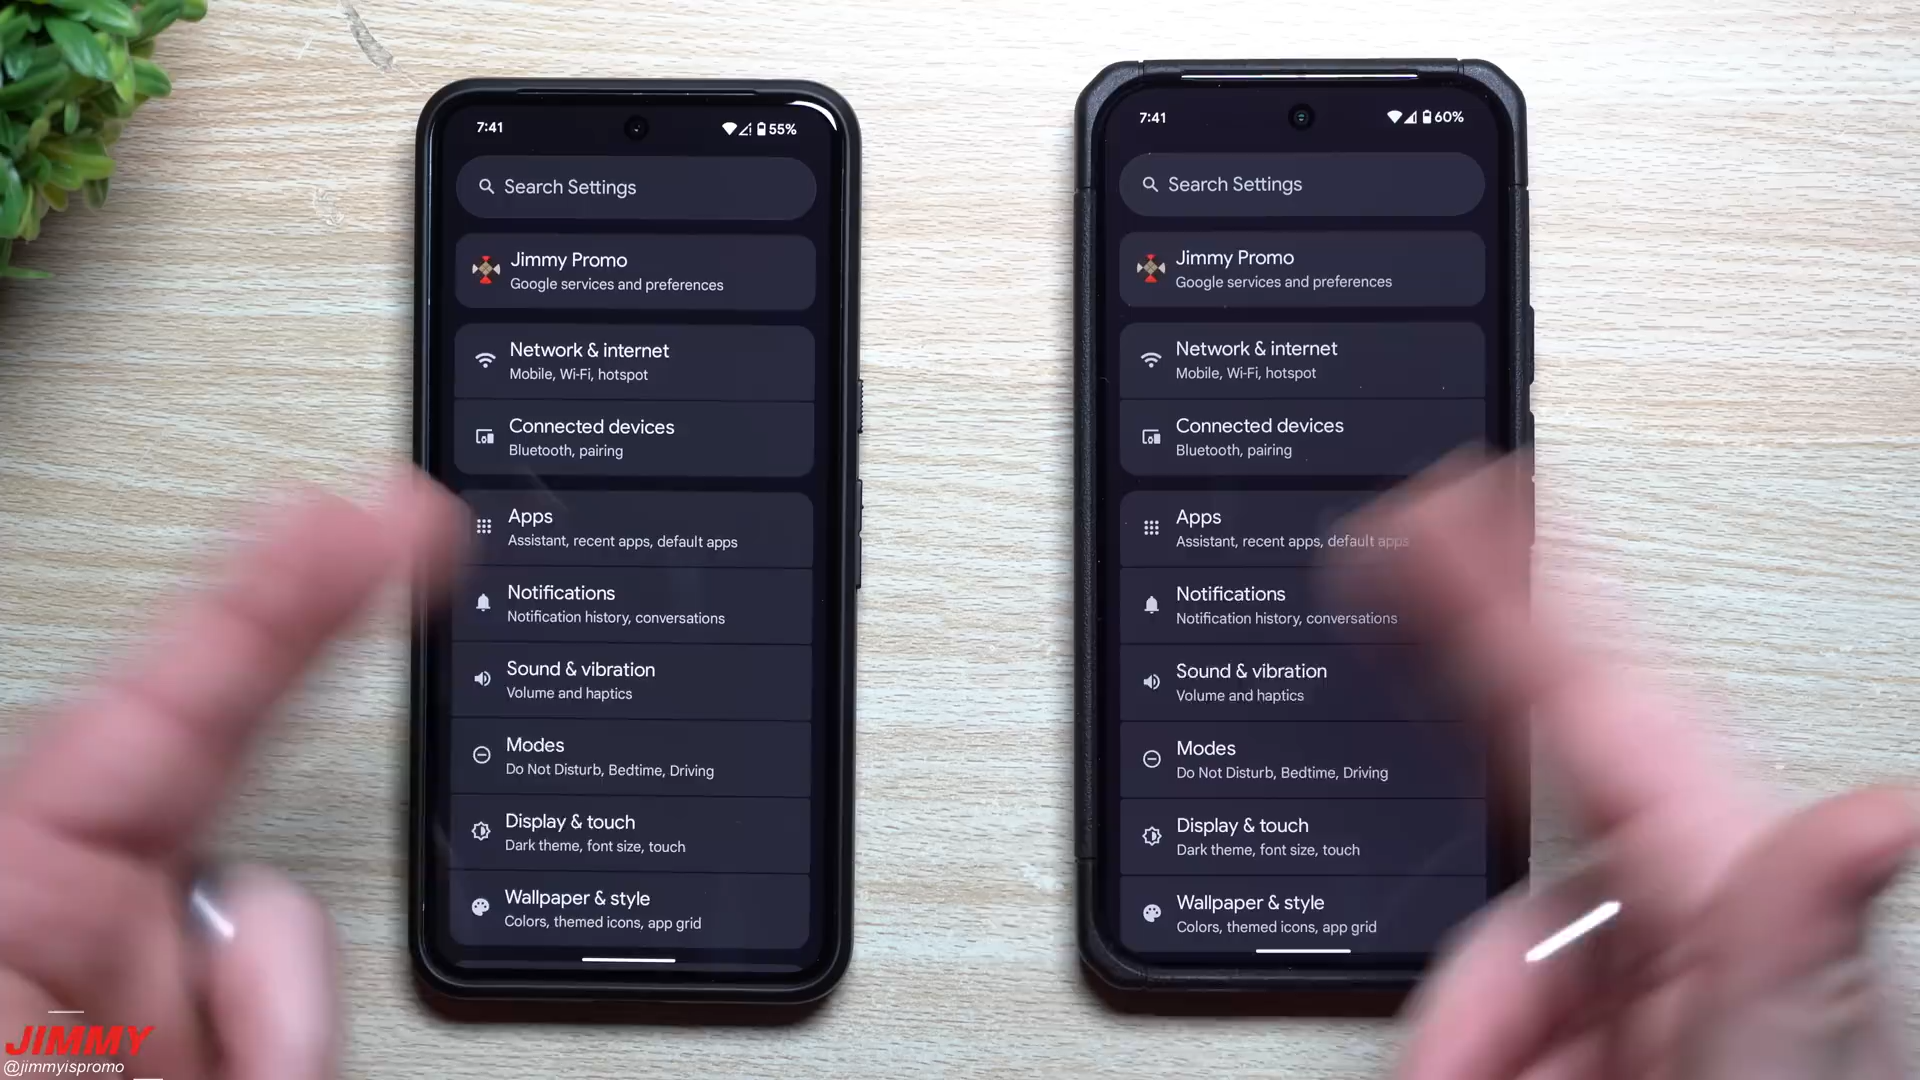 7:41
55%
Search Settings
Jimmy Promo
Google services and preferences
Network & internet
Mobile, Wi-Fi, hotspot
Connected devices
Bluetooth, pairing
Apps
Assistant, recent apps, default apps
Notifications
Notification history, conversations
Sound & vibration
Volume and haptics
Modes
Do Not Disturb, Bedtime, Driving
Display & touch
Dark theme, font size, touch
Wallpaper & style
Colors, themed icons, app grid
7:41
60%
Search Settings
Jimmy Promo
Google services and preferences
Network & internet
Mobile, Wi-Fi, hotspot
Connected devices
Bluetooth, pairing
Apps
Assistant, recent apps, default apps
Notifications
Notification history, conversations
Sound & vibration
Volume and haptics
Modes
Do Not Disturb, Bedtime, Driving
Display & touch
Dark theme, font size, touch
Wallpaper & style
Colors, themed icons, app grid
JIMMY
@jimmyispromo